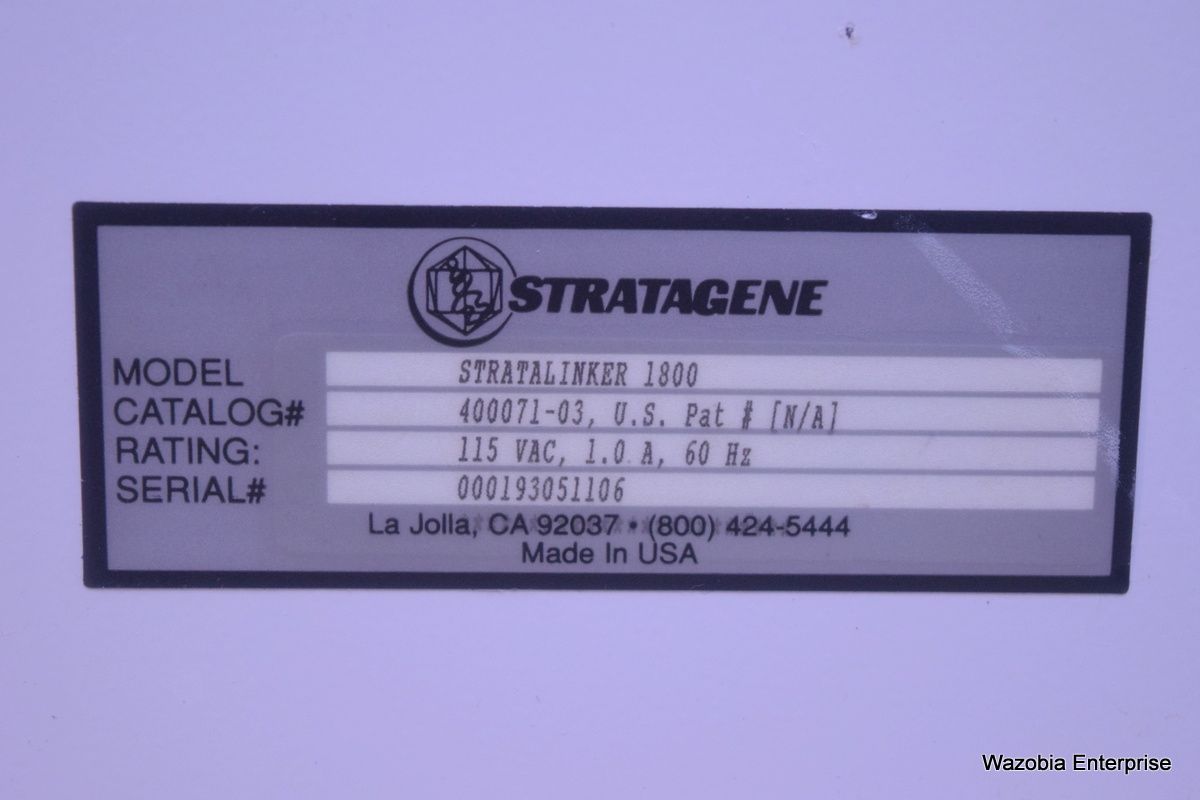 STRATAGENE
MODEL STRATALINKER 1800
CATALOG# 400071-03, U.S. Pat # [N/A]
RATING: 115 VAC, 1.0 A, 60 Hz
SERIAL# 000193051106
La Jolla, CA 92037 • (800) 424-5444
Made In USA
Wazobia Enterprise